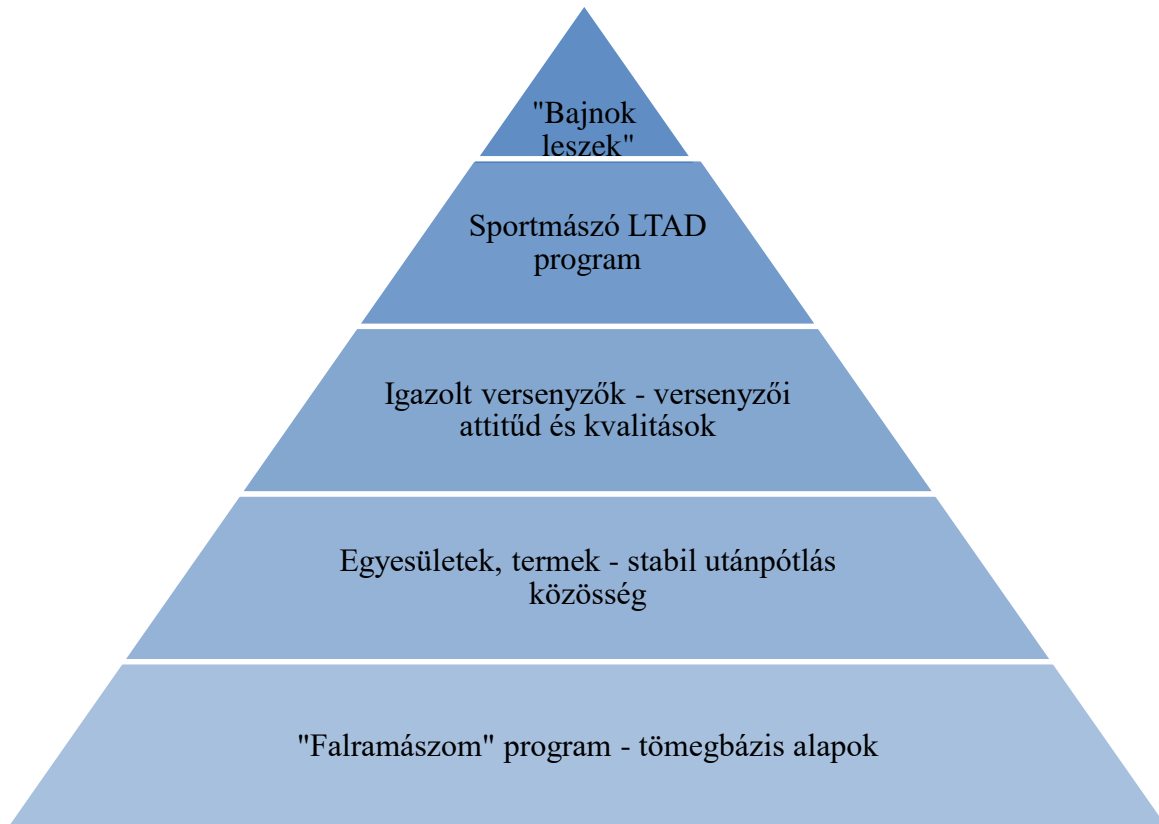 "Bajnok
leszek"
Sportmászó LTAD
program
Igazolt versenyzők - versenyzői
attitűd és kvalitások
Egyesületek, termek - stabil utánpótlás
közösség
"Falramászom" program - tömegbázis alapok